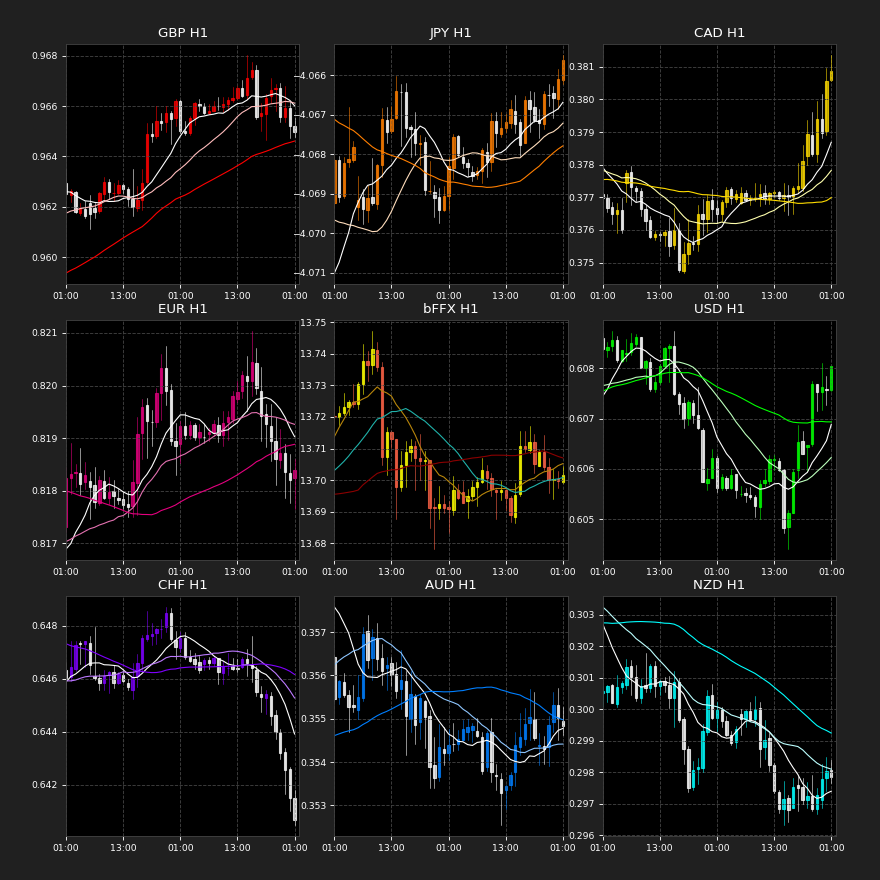 GBP H1
0.968
0.966
0.964
0.962
0.960
01:00 13:00 01:00 13:00 01:00
JPY H1
−4.066
−4.067
−4.068
−4.069
−4.070
−4.071
01:00 13:00 01:00 13:00 01:00
CAD H1
0.381
0.380
0.379
0.378
0.377
0.376
0.375
01:00 13:00 01:00 13:00 01:00
EUR H1
0.821
0.820
0.819
0.818
0.817
01:00 13:00 01:00 13:00 01:00
bFFX H1
13.75
13.74
13.73
13.72
13.71
13.70
13.69
13.68
01:00 13:00 01:00 13:00 01:00
USD H1
0.608
0.607
0.606
0.605
01:00 13:00 01:00 13:00 01:00
CHF H1
0.648
0.646
0.644
0.642
01:00 13:00 01:00 13:00 01:00
AUD H1
0.357
0.356
0.355
0.354
0.353
01:00 13:00 01:00 13:00 01:00
NZD H1
0.303
0.302
0.301
0.300
0.299
0.298
0.297
0.296
01:00 13:00 01:00 13:00 01:00